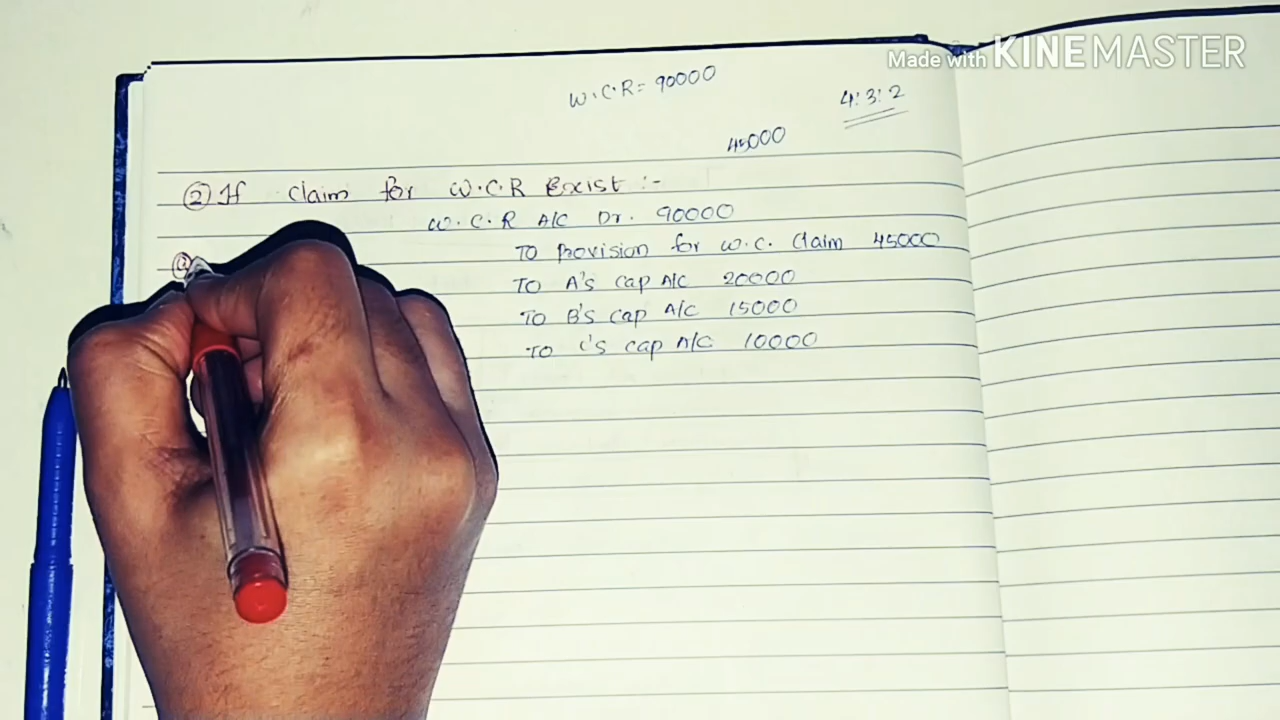 Made with KINEMASTER
W.C.R = 90000
4:3:2
45000
② If claim for W.C.R Exist :-
W.C.R A/C Dr. 90000
To provision for W.C. Claim 45000
To A's cap A/C 20000
To B's cap A/C 15000
To C's cap A/C 10000